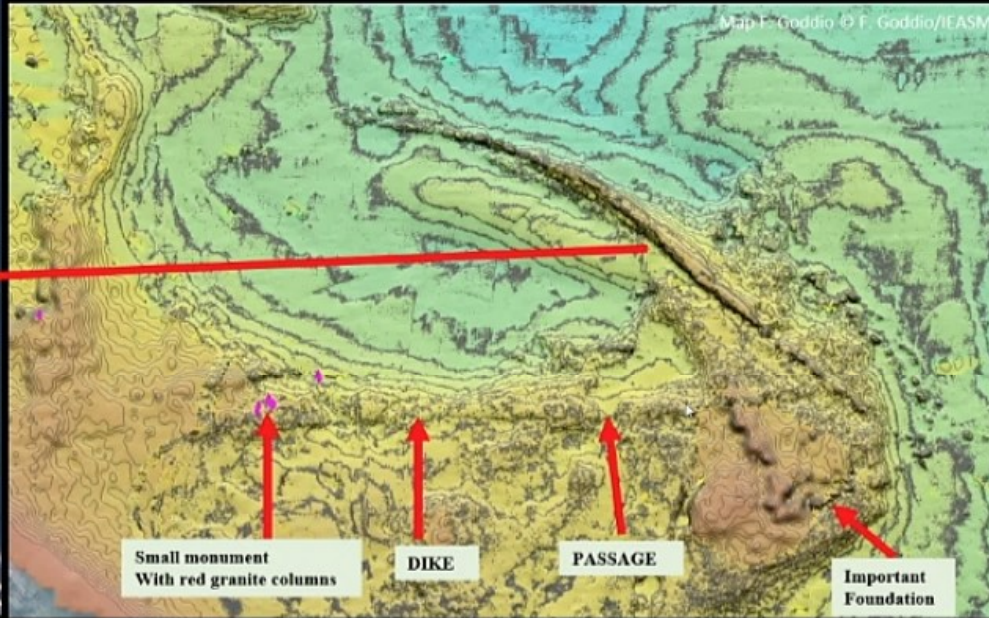 Map F. Goddio © F. Goddio/IEASM
Small monument
With red granite columns
DIKE
PASSAGE
Important
Foundation